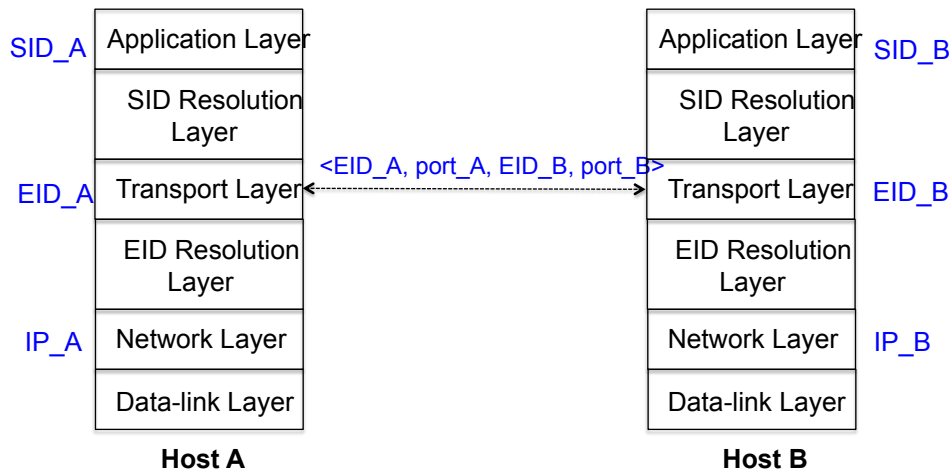 SID_A
Application Layer
SID Resolution
Layer
EID_A
Transport Layer
EID Resolution
Layer
IP_A
Network Layer
Data-link Layer
Host A
<EID_A, port_A, EID_B, port_B>
Application Layer
SID_B
SID Resolution
Layer
Transport Layer
EID_B
EID Resolution
Layer
Network Layer
IP_B
Data-link Layer
Host B